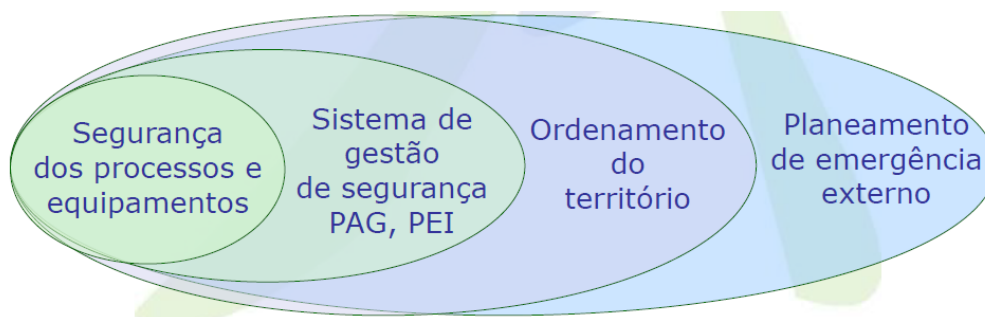 Segurança
dos processos e
equipamentos
Sistema de
gestão
de segurança
PAG, PEI
Ordenamento
do
território
Planeamento
de emergência
externo